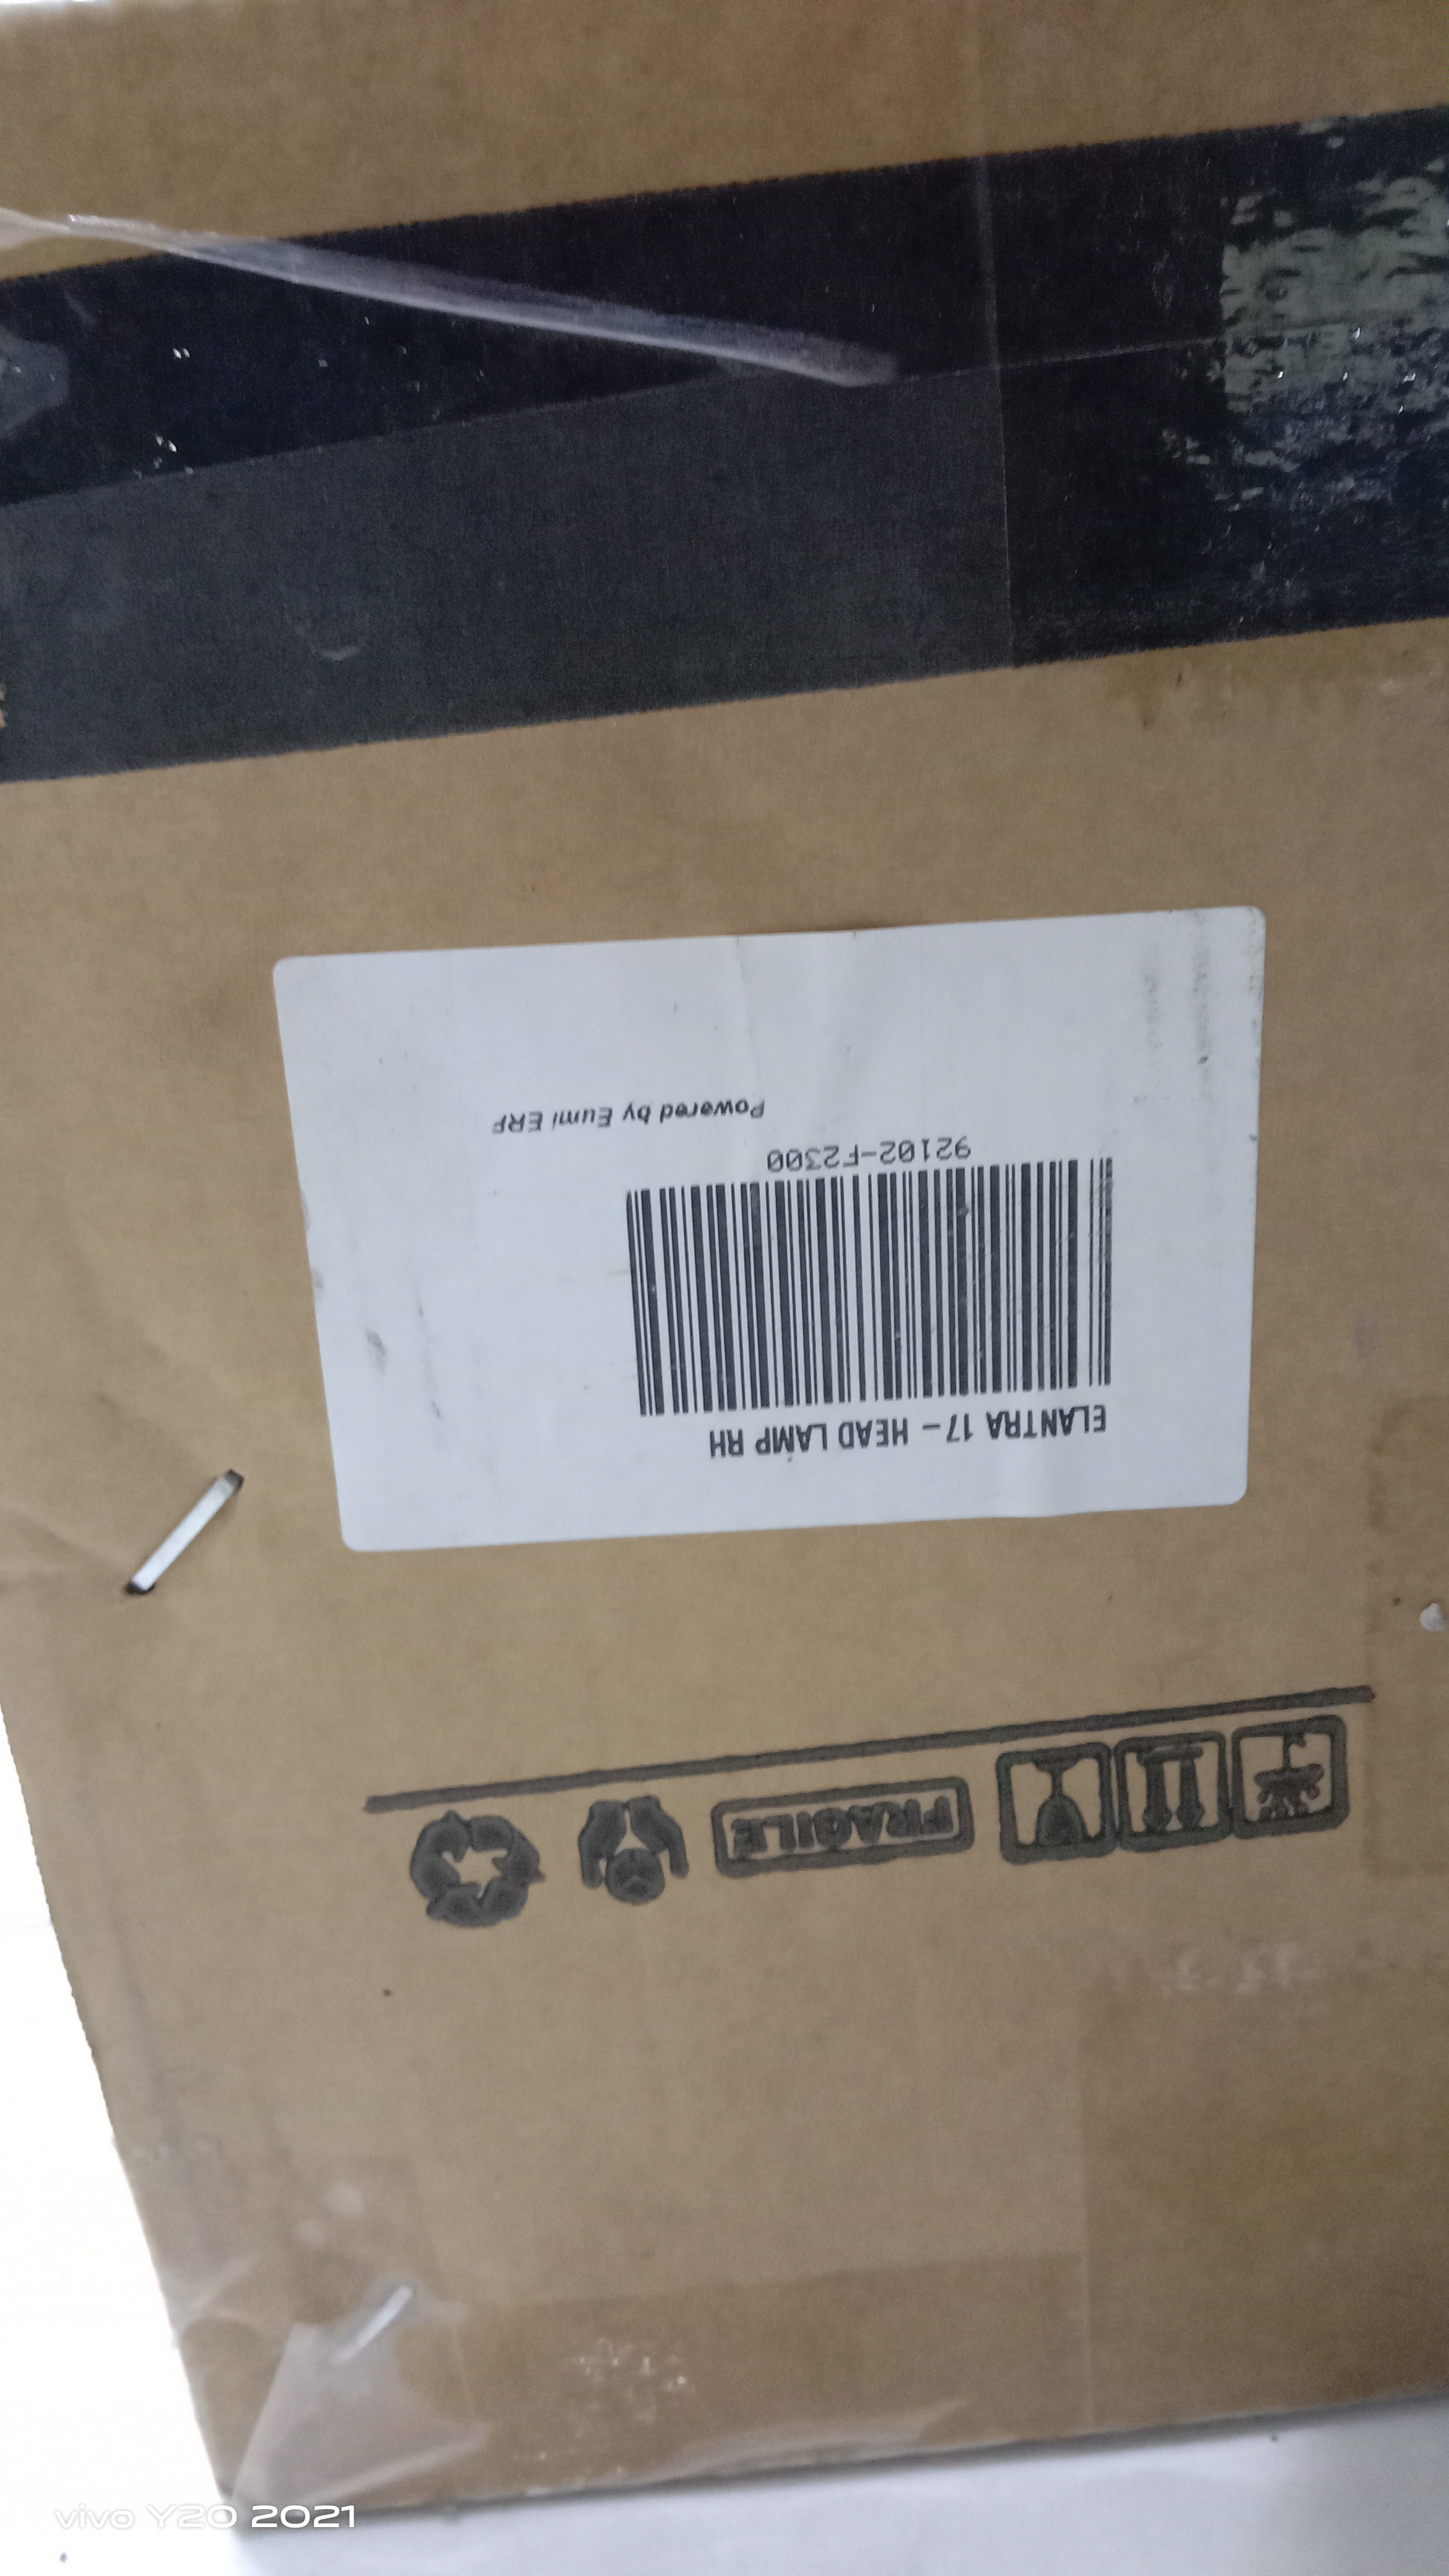 ELANTRA 17 - HEAD LAMP RH
92102-F2300
Powered by Eumi ERP
FRAGILE
vivo Y20 2021